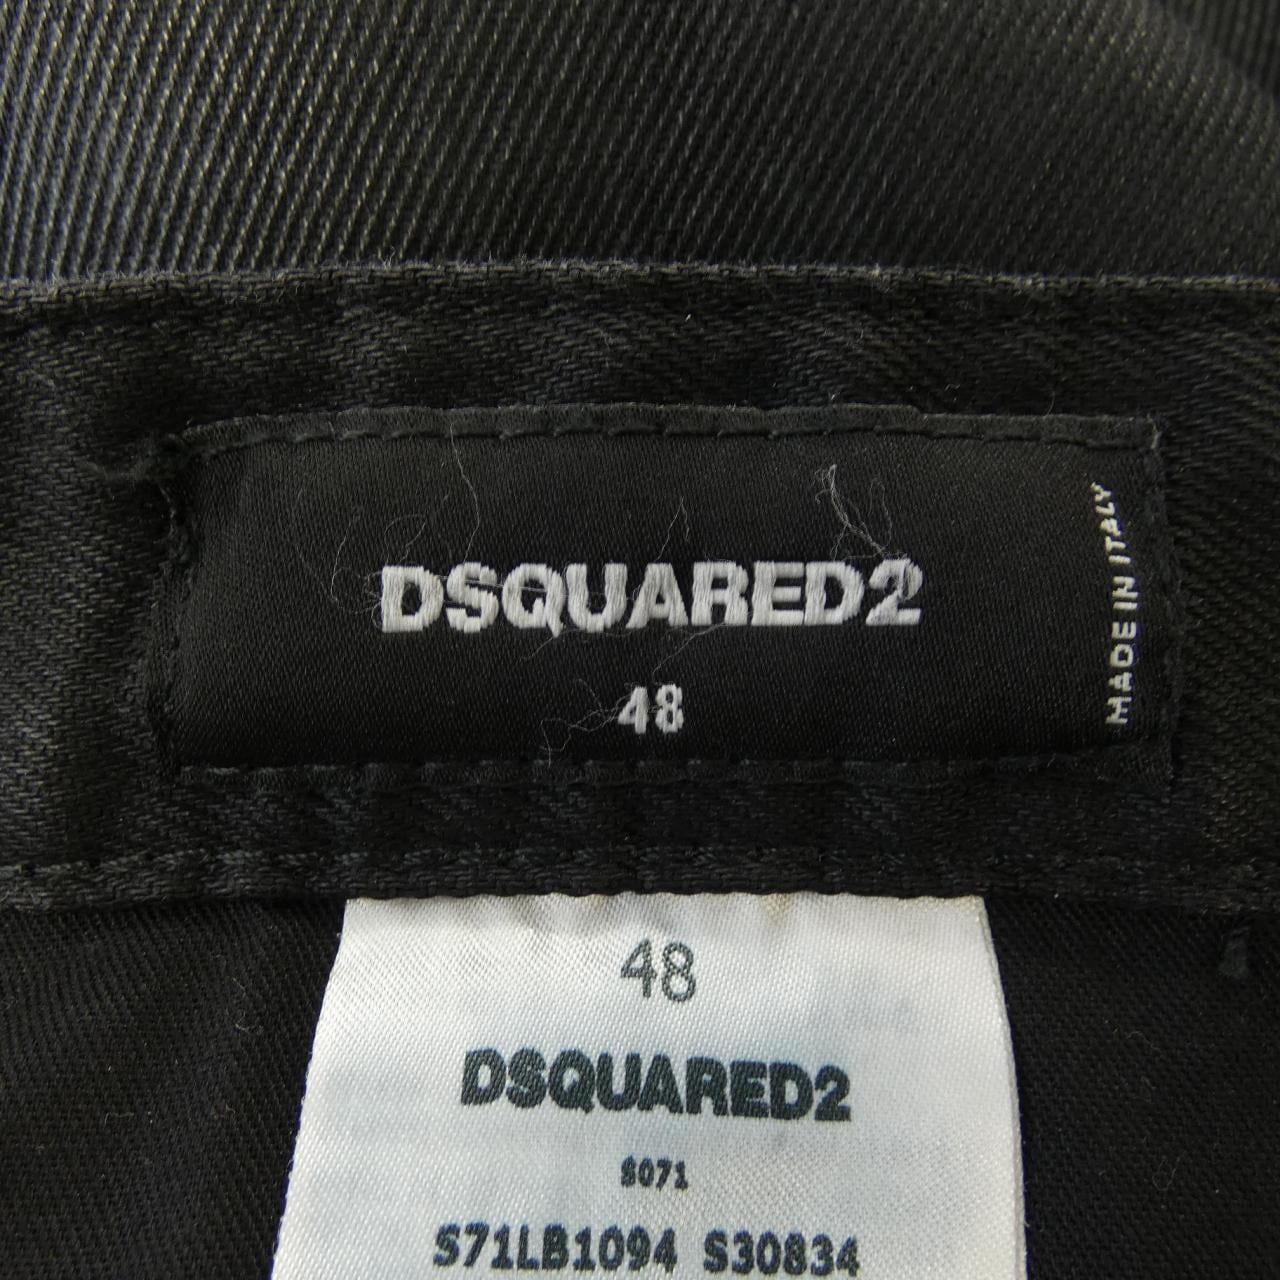 DSQUARED2
48
MADE IN ITALY
48
DSQUARED2
S071
S71LB1094 S30834